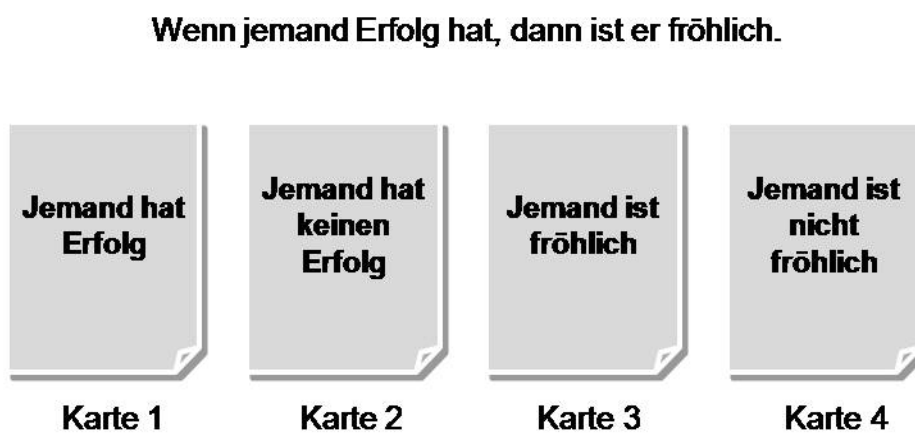 Wenn jemand Erfolg hat, dann ist er fröhlich.
Jemand hat
Erfolg
Jemand hat
keinen
Erfolg
Jemand ist
fröhlich
Jemand ist
nicht
fröhlich
Karte 1
Karte 2
Karte 3
Karte 4